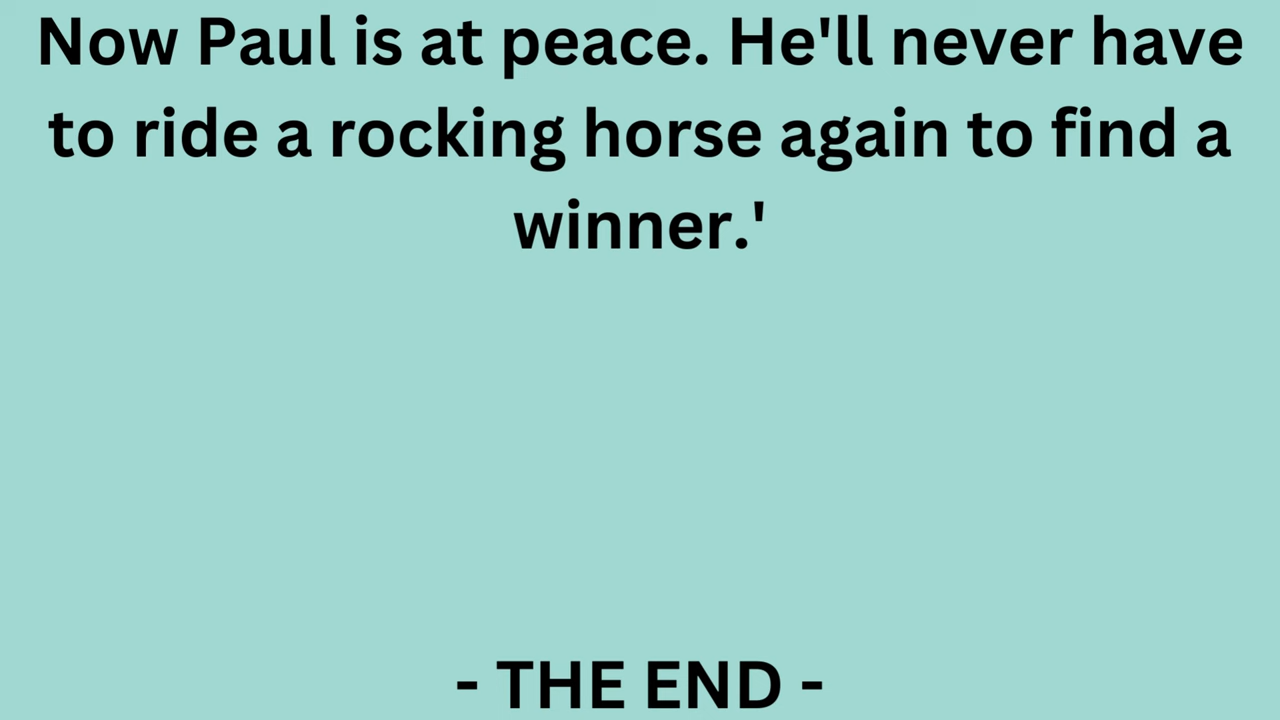 Now Paul is at peace. He'll never have
to ride a rocking horse again to find a
winner.'
- THE END -